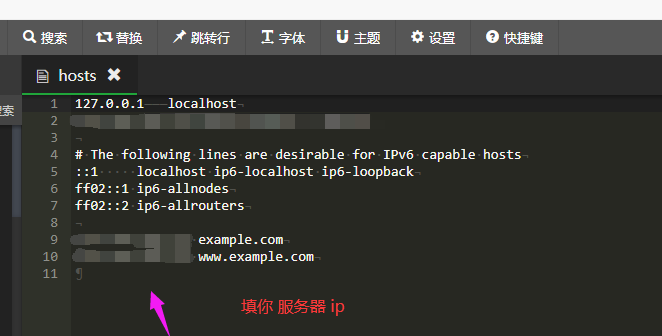 搜索 替换 跳转行 字体 主题 设置 快捷键
hosts
搜索
1 127.0.0.1 localhost
2
3
4 # The following lines are desirable for IPv6 capable hosts
5 ::1 localhost ip6-localhost ip6-loopback
6 ff02::1 ip6-allnodes
7 ff02::2 ip6-allrouters
8
9 example.com
10 www.example.com
11
填你 服务器 ip